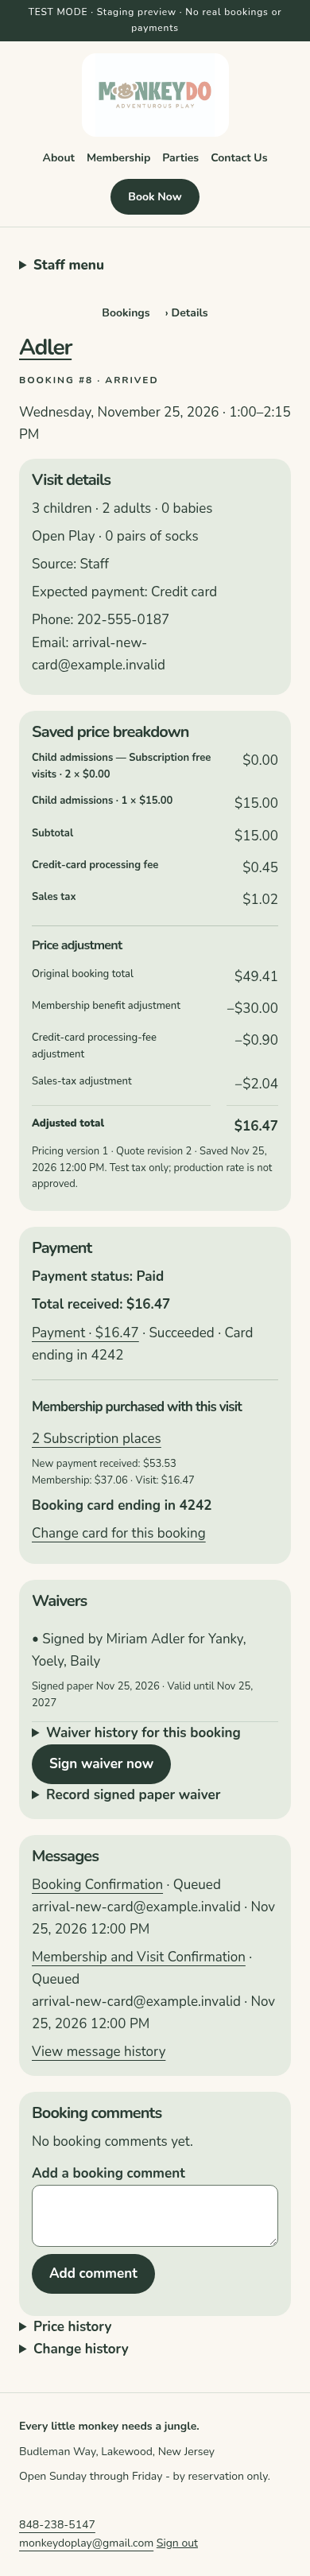 TEST MODE · Staging preview · No real bookings or
payments
MONKEYDO
ADVENTUROUS PLAY
About Membership Parties Contact Us
Book Now
▶ Staff menu
Bookings › Details
Adler
BOOKING #8 · ARRIVED
Wednesday, November 25, 2026 · 1:00–2:15
PM
Visit details
3 children · 2 adults · 0 babies
Open Play · 0 pairs of socks
Source: Staff
Expected payment: Credit card
Phone: 202-555-0187
Email: arrival-new-
card@example.invalid
Saved price breakdown
Child admissions — Subscription free
visits · 2 × $0.00 $0.00
Child admissions · 1 × $15.00 $15.00
Subtotal $15.00
Credit-card processing fee $0.45
Sales tax $1.02
Price adjustment
Original booking total $49.41
Membership benefit adjustment –$30.00
Credit-card processing-fee
adjustment –$0.90
Sales-tax adjustment –$2.04
Adjusted total $16.47
Pricing version 1 · Quote revision 2 · Saved Nov 25,
2026 12:00 PM. Test tax only; production rate is not
approved.
Payment
Payment status: Paid
Total received: $16.47
Payment · $16.47 · Succeeded · Card
ending in 4242
Membership purchased with this visit
2 Subscription places
New payment received: $53.53
Membership: $37.06 · Visit: $16.47
Booking card ending in 4242
Change card for this booking
Waivers
• Signed by Miriam Adler for Yanky,
Yoely, Baily
Signed paper Nov 25, 2026 · Valid until Nov 25,
2027
▶ Waiver history for this booking
Sign waiver now
▶ Record signed paper waiver
Messages
Booking Confirmation · Queued
arrival-new-card@example.invalid · Nov
25, 2026 12:00 PM
Membership and Visit Confirmation ·
Queued
arrival-new-card@example.invalid · Nov
25, 2026 12:00 PM
View message history
Booking comments
No booking comments yet.
Add a booking comment
Add comment
▶ Price history
▶ Change history
Every little monkey needs a jungle.
Budleman Way, Lakewood, New Jersey
Open Sunday through Friday - by reservation only.
848-238-5147
monkeydoplay@gmail.com Sign out